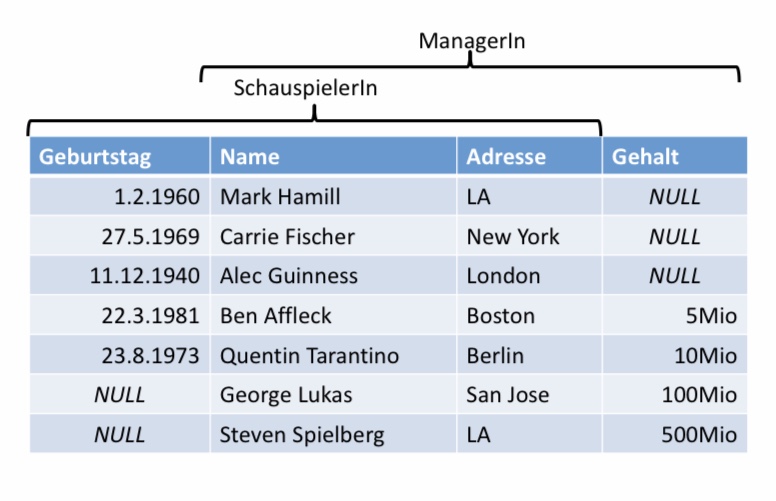 ManagerIn
SchauspielerIn
Geburtstag Name Adresse Gehalt
1.2.1960 Mark Hamill LA NULL
27.5.1969 Carrie Fischer New York NULL
11.12.1940 Alec Guinness London NULL
22.3.1981 Ben Affleck Boston 5Mio
23.8.1973 Quentin Tarantino Berlin 10Mio
NULL George Lukas San Jose 100Mio
NULL Steven Spielberg LA 500Mio